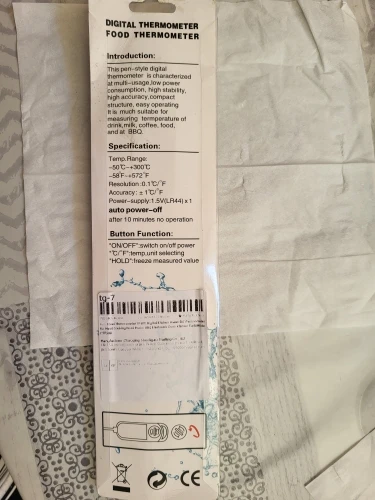 DIGITAL THERMOMETER
FOOD THERMOMETER
Introduction:
This pen-style digital
thermometer is characterized
at multi-usage,low power
consumption, high stability,
high accuracy,compact
structure, easy operating
It is much suitable for
measuring termperature of
drink,milk, coffee, food,
and at BBQ.
Specification:
Temp.Range:
-50℃-+300℃
-58℉-+572℉
Resolution:0.1℃/℉
Accuracy: ± 1℃/℉
Power-supply:1.5V(LR44) x 1
auto power-off
after 10 minutes no operation
Button Function:
"ON/OFF":switch on/off power
"℃/℉":temp.unit selecting
"HOLD":freeze measured value
tg-7
CE